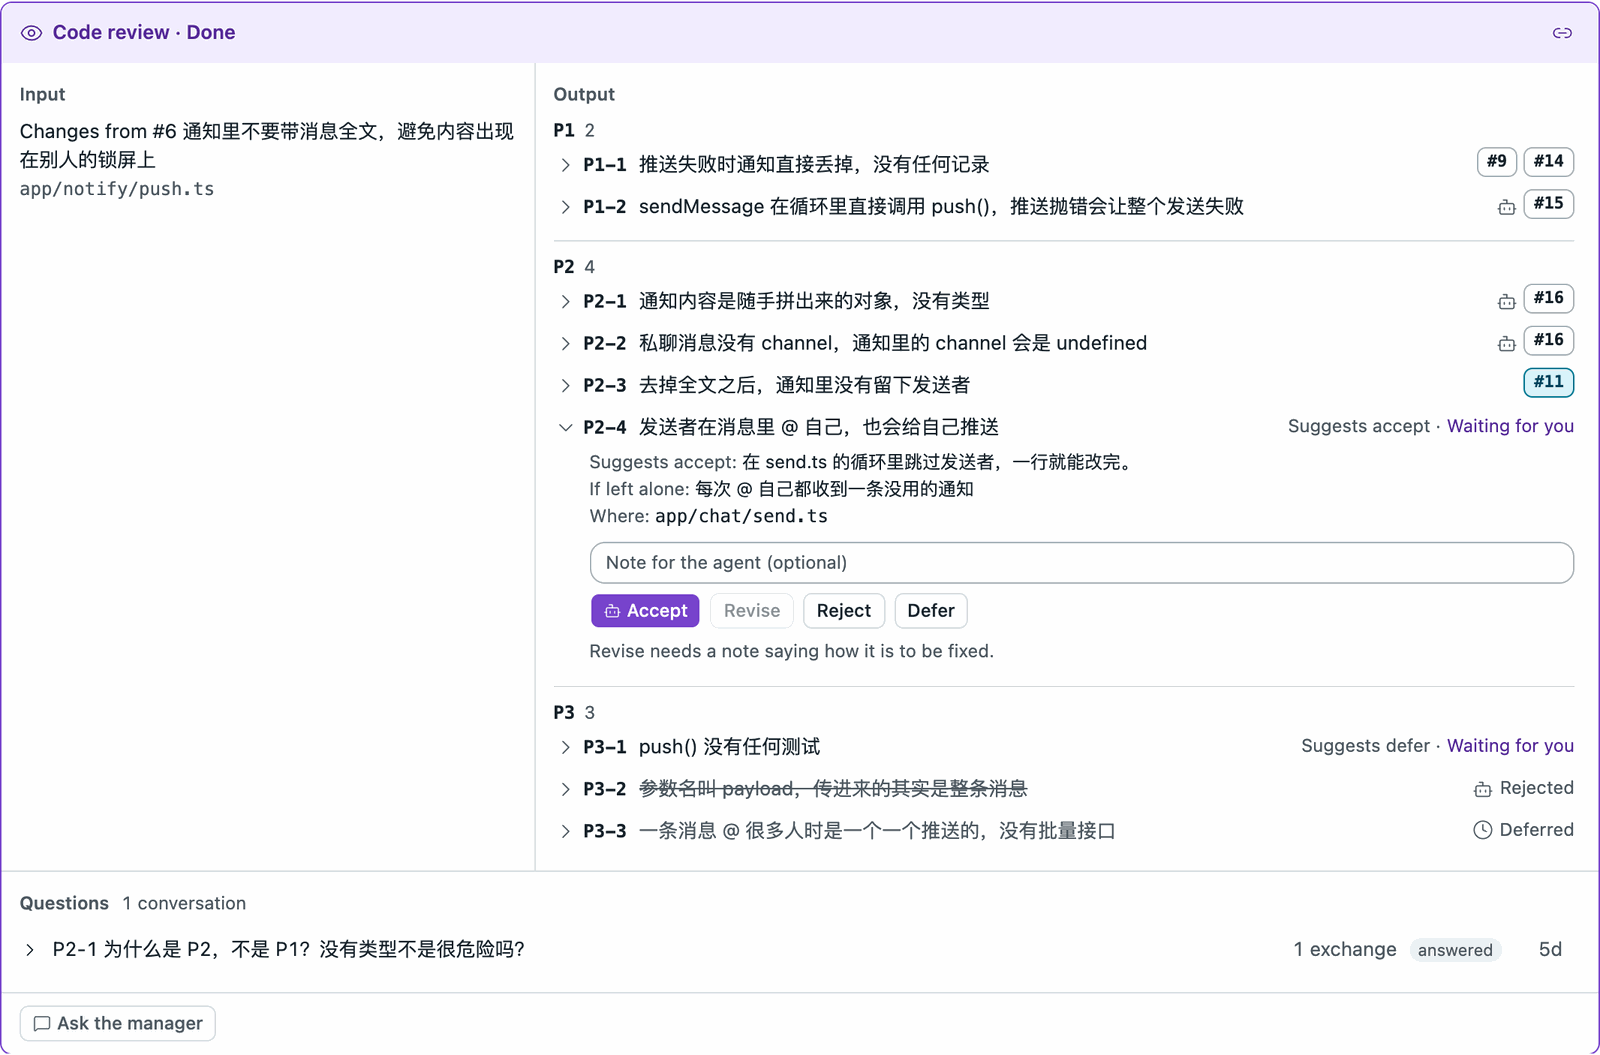 Code review · Done
Input
Changes from #6 通知里不要带消息全文，避免内容出现
在别人的锁屏上
app/notify/push.ts
Output
P1 2
P1-1 推送失败时通知直接丢掉，没有任何记录 #9 #14
P1-2 sendMessage 在循环里直接调用 push()，推送抛错会让整个发送失败 #15
P2 4
P2-1 通知内容是随手拼出来的对象，没有类型 #16
P2-2 私聊消息没有 channel，通知里的 channel 会是 undefined #16
P2-3 去掉全文之后，通知里没有留下发送者 #11
P2-4 发送者在消息里 @ 自己，也会给自己推送 Suggests accept · Waiting for you
Suggests accept: 在 send.ts 的循环里跳过发送者，一行就能改完。
If left alone: 每次 @ 自己都收到一条没用的通知
Where: app/chat/send.ts
Note for the agent (optional)
Accept Revise Reject Defer
Revise needs a note saying how it is to be fixed.
P3 3
P3-1 push() 没有任何测试 Suggests defer · Waiting for you
P3-2 参数名叫 payload，传进来的其实是整条消息 Rejected
P3-3 一条消息 @ 很多人时是一个一个推送的，没有批量接口 Deferred
Questions 1 conversation
P2-1 为什么是 P2，不是 P1？没有类型不是很危险吗？ 1 exchange answered 5d
Ask the manager